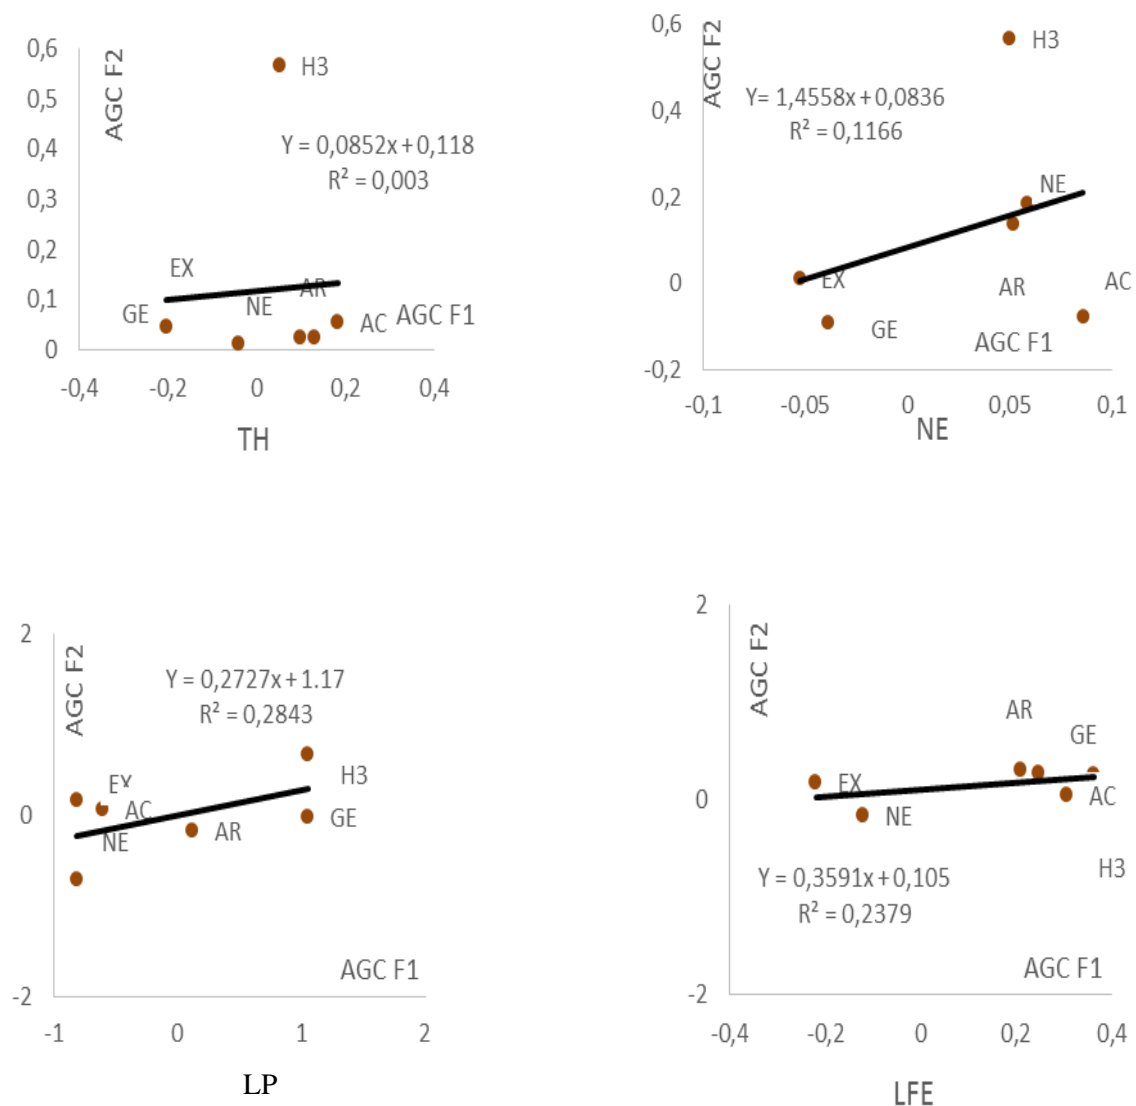 0,6
0,5
0,4
0,3
0,2
0,1
0
AGC F2
H3
Y = 0,0852x + 0,118
R² = 0,003
EX
GE
NE
AR
AC
AGC F1
-0,4
-0,2
0
0,2
0,4
TH
0,6
0,4
0,2
0
-0,2
AGC F2
H3
Y= 1,4558x + 0,0836
R² = 0,1166
NE
EX
GE
AR
AC
AGC F1
-0,1
-0,05
0
0,05
0,1
NE
2
0
-2
AGC F2
Y = 0,2727x + 1.17
R² = 0,2843
EX
AC
NE
AR
H3
GE
AGC F1
-1
0
1
2
LP
2
0
-2
AGC F2
AR
GE
EX
NE
AC
H3
Y = 0,3591x + 0,105
R² = 0,2379
AGC F1
-0,4
-0,2
0
0,2
0,4
LFE